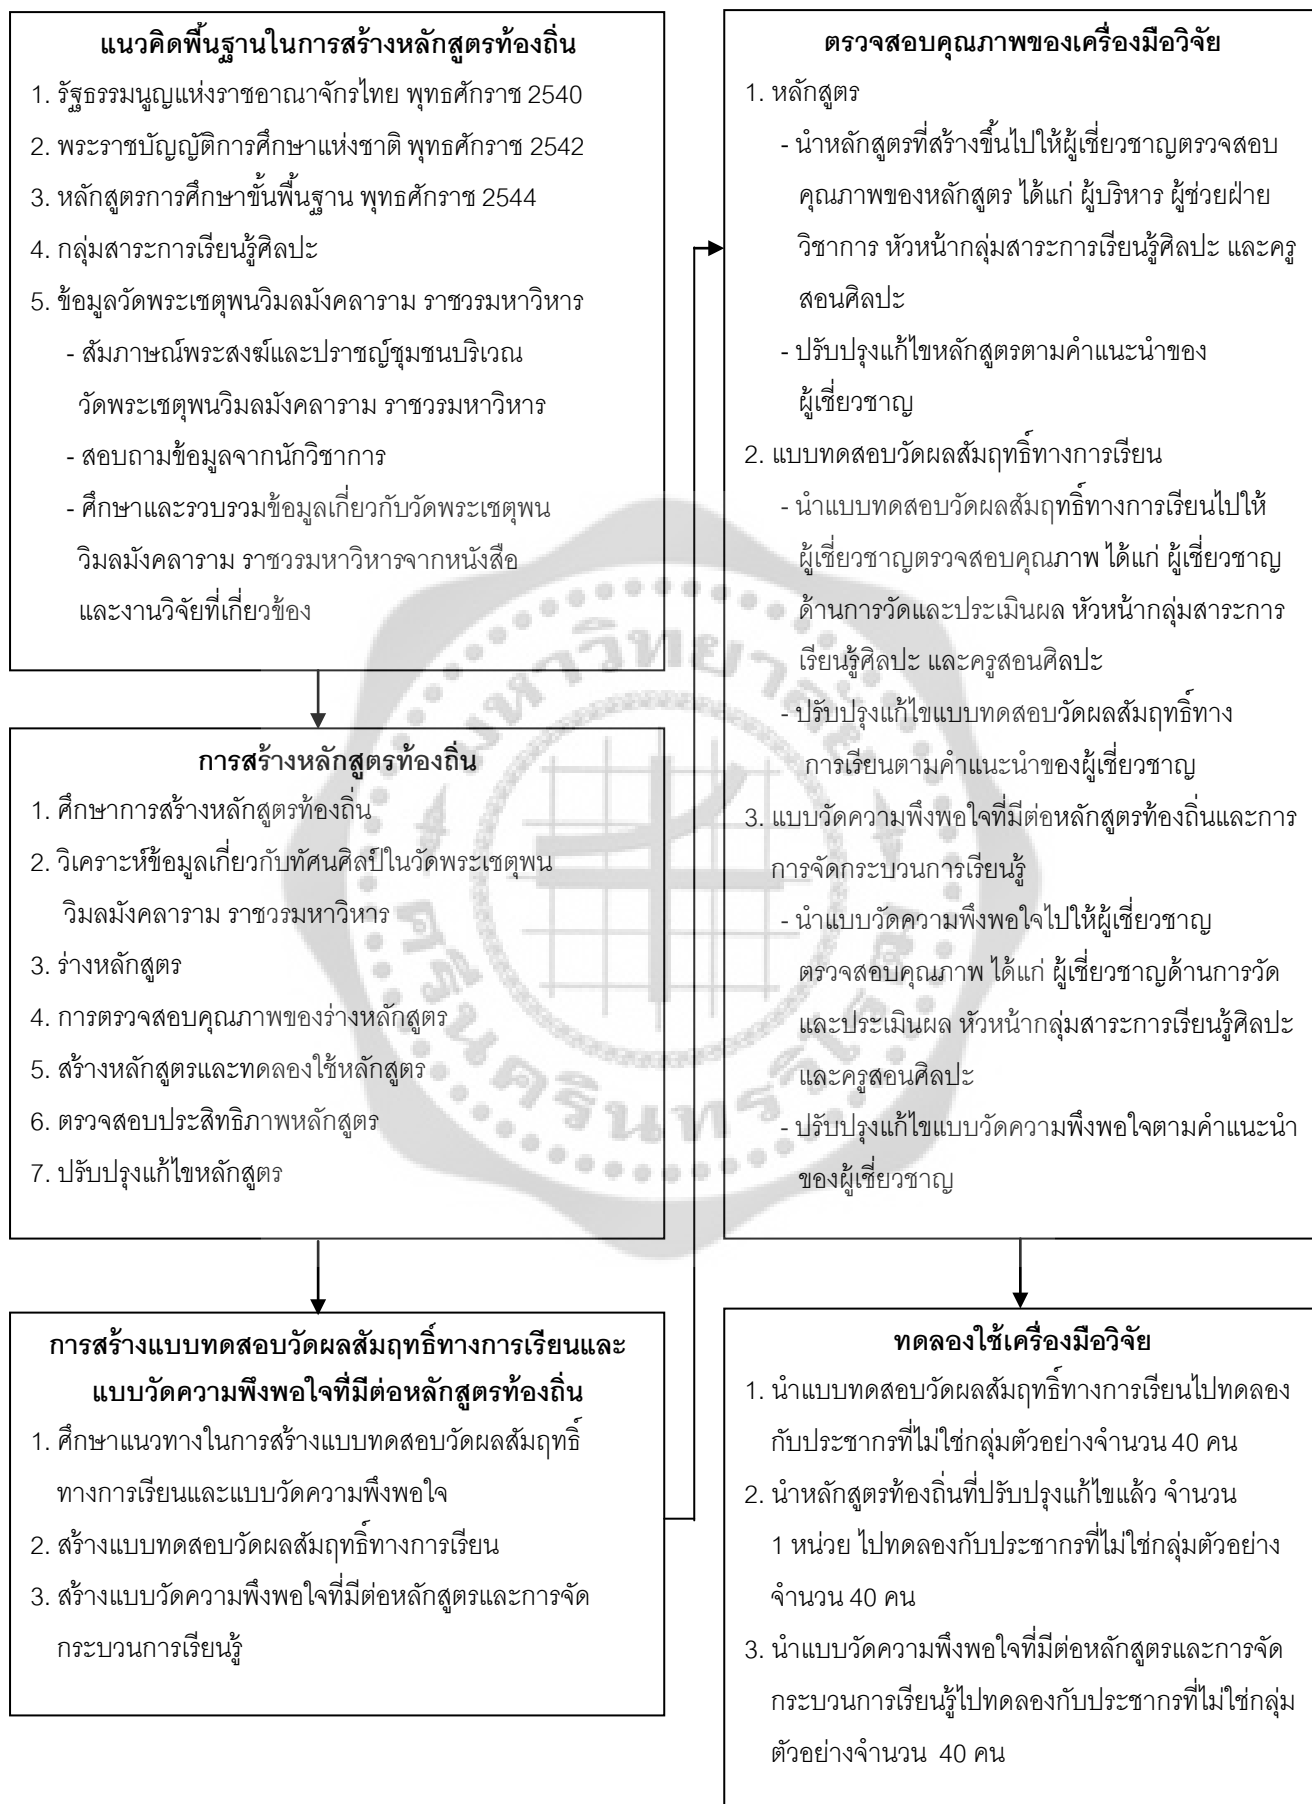 แนวคิดพื้นฐานในการสร้างหลักสูตรท้องถิ่น
1. รัฐธรรมนูญแห่งราชอาณาจักรไทย พุทธศักราช 2540
2. พระราชบัญญัติการศึกษาแห่งชาติ พุทธศักราช 2542
3. หลักสูตรการศึกษาขั้นพื้นฐาน พุทธศักราช 2544
4. กลุ่มสาระการเรียนรู้ศิลปะ
5. ข้อมูลวัดพระเชตุพนวิมลมังคลาราม ราชวรมหาวิหาร
- สัมภาษณ์พระสงฆ์และปราชญ์ชุมชนบริเวณ
วัดพระเชตุพนวิมลมังคลาราม ราชวรมหาวิหาร
- สอบถามข้อมูลจากนักวิชาการ
- ศึกษาและรวบรวมข้อมูลเกี่ยวกับวัดพระเชตุพน
วิมลมังคลาราม ราชวรมหาวิหารจากหนังสือ
และงานวิจัยที่เกี่ยวข้อง
การสร้างหลักสูตรท้องถิ่น
1. ศึกษาการสร้างหลักสูตรท้องถิ่น
2. วิเคราะห์ข้อมูลเกี่ยวกับทัศนศิลป์ในวัดพระเชตุพน
วิมลมังคลาราม ราชวรมหาวิหาร
3. ร่างหลักสูตร
4. การตรวจสอบคุณภาพของร่างหลักสูตร
5. สร้างหลักสูตรและทดลองใช้หลักสูตร
6. ตรวจสอบประสิทธิภาพหลักสูตร
7. ปรับปรุงแก้ไขหลักสูตร
การสร้างแบบทดสอบวัดผลสัมฤทธิ์ทางการเรียนและ
แบบวัดความพึงพอใจที่มีต่อหลักสูตรท้องถิ่น
1. ศึกษาแนวทางในการสร้างแบบทดสอบวัดผลสัมฤทธิ์
ทางการเรียนและแบบวัดความพึงพอใจ
2. สร้างแบบทดสอบวัดผลสัมฤทธิ์ทางการเรียน
3. สร้างแบบวัดความพึงพอใจที่มีต่อหลักสูตรและการจัด
กระบวนการเรียนรู้
ตรวจสอบคุณภาพของเครื่องมือวิจัย
1. หลักสูตร
- นำหลักสูตรที่สร้างขึ้นไปให้ผู้เชี่ยวชาญตรวจสอบ
คุณภาพของหลักสูตร ได้แก่ ผู้บริหาร ผู้ช่วยฝ่าย
วิชาการ หัวหน้ากลุ่มสาระการเรียนรู้ศิลปะ และครู
สอนศิลปะ
- ปรับปรุงแก้ไขหลักสูตรตามคำแนะนำของ
ผู้เชี่ยวชาญ
2. แบบทดสอบวัดผลสัมฤทธิ์ทางการเรียน
- นำแบบทดสอบวัดผลสัมฤทธิ์ทางการเรียนไปให้
ผู้เชี่ยวชาญตรวจสอบคุณภาพ ได้แก่ ผู้เชี่ยวชาญ
ด้านการวัดและประเมินผล หัวหน้ากลุ่มสาระการ
เรียนรู้ศิลปะ และครูสอนศิลปะ
- ปรับปรุงแก้ไขแบบทดสอบวัดผลสัมฤทธิ์ทาง
การเรียนตามคำแนะนำของผู้เชี่ยวชาญ
3. แบบวัดความพึงพอใจที่มีต่อหลักสูตรท้องถิ่นและการ
การจัดกระบวนการเรียนรู้
- นำแบบวัดความพึงพอใจไปให้ผู้เชี่ยวชาญ
ตรวจสอบคุณภาพ ได้แก่ ผู้เชี่ยวชาญด้านการวัด
และประเมินผล หัวหน้ากลุ่มสาระการเรียนรู้ศิลปะ
และครูสอนศิลปะ
- ปรับปรุงแก้ไขแบบวัดความพึงพอใจตามคำแนะนำ
ของผู้เชี่ยวชาญ
ทดลองใช้เครื่องมือวิจัย
1. นำแบบทดสอบวัดผลสัมฤทธิ์ทางการเรียนไปทดลอง
กับประชากรที่ไม่ใช่กลุ่มตัวอย่างจำนวน 40 คน
2. นำหลักสูตรท้องถิ่นที่ปรับปรุงแก้ไขแล้ว จำนวน
1 หน่วย ไปทดลองกับประชากรที่ไม่ใช่กลุ่มตัวอย่าง
จำนวน 40 คน
3. นำแบบวัดความพึงพอใจที่มีต่อหลักสูตรและการจัด
กระบวนการเรียนรู้ไปทดลองกับประชากรที่ไม่ใช่กลุ่ม
ตัวอย่างจำนวน 40 คน
มหาวิทยาลัย
ศรีนครินทรวิโรฒ